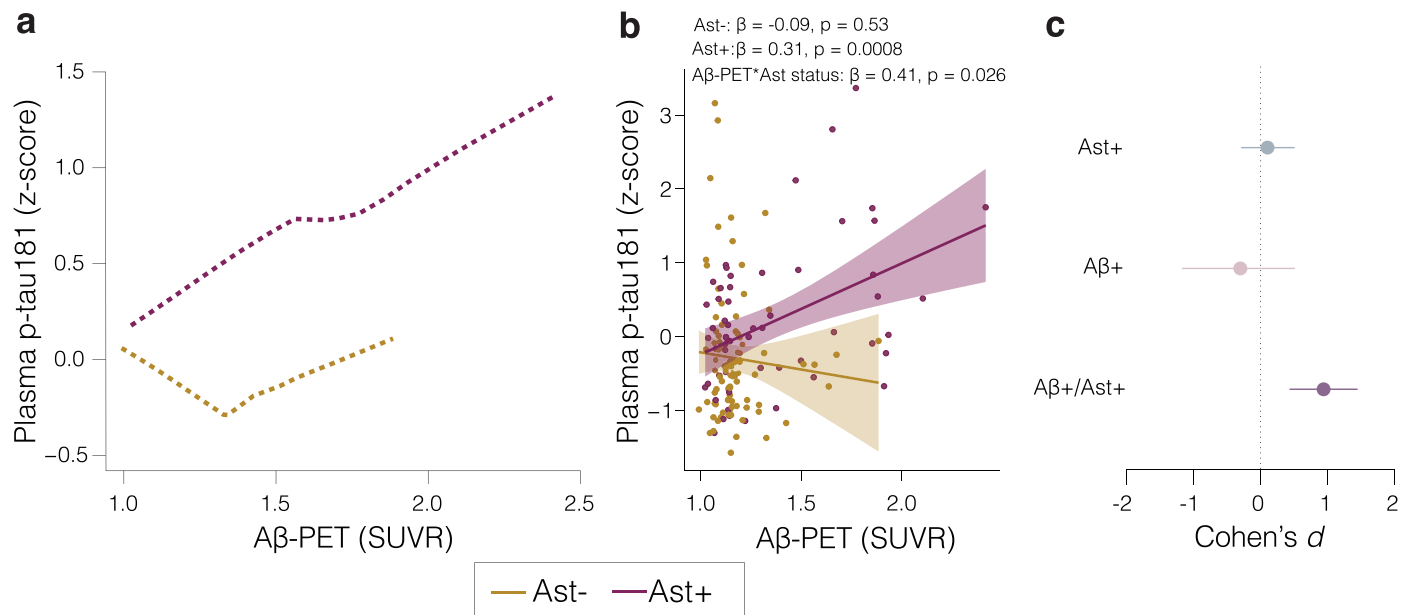 a
Plasma p-tau181 (z-score)
1.5
1.0
0.5
0.0
−0.5
1.0 1.5 2.0 2.5
Aβ-PET (SUVR)
b
Ast-: β = -0.09, p = 0.53
Ast+:β = 0.31, p = 0.0008
Aβ-PET*Ast status: β = 0.41, p = 0.026
Plasma p-tau181 (z-score)
3
2
1
0
−1
1.0 1.5 2.0
Aβ-PET (SUVR)
c
Ast+
Aβ+
Aβ+/Ast+
-2 -1 0 1 2
Cohen's d
Ast- Ast+